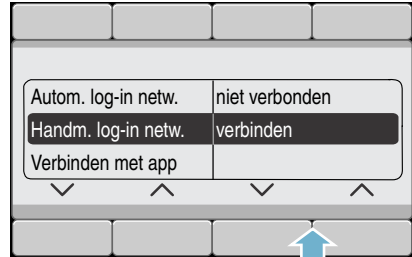 Autom. log-in netw. niet verbonden
Handm. log-in netw. verbinden
Verbinden met app